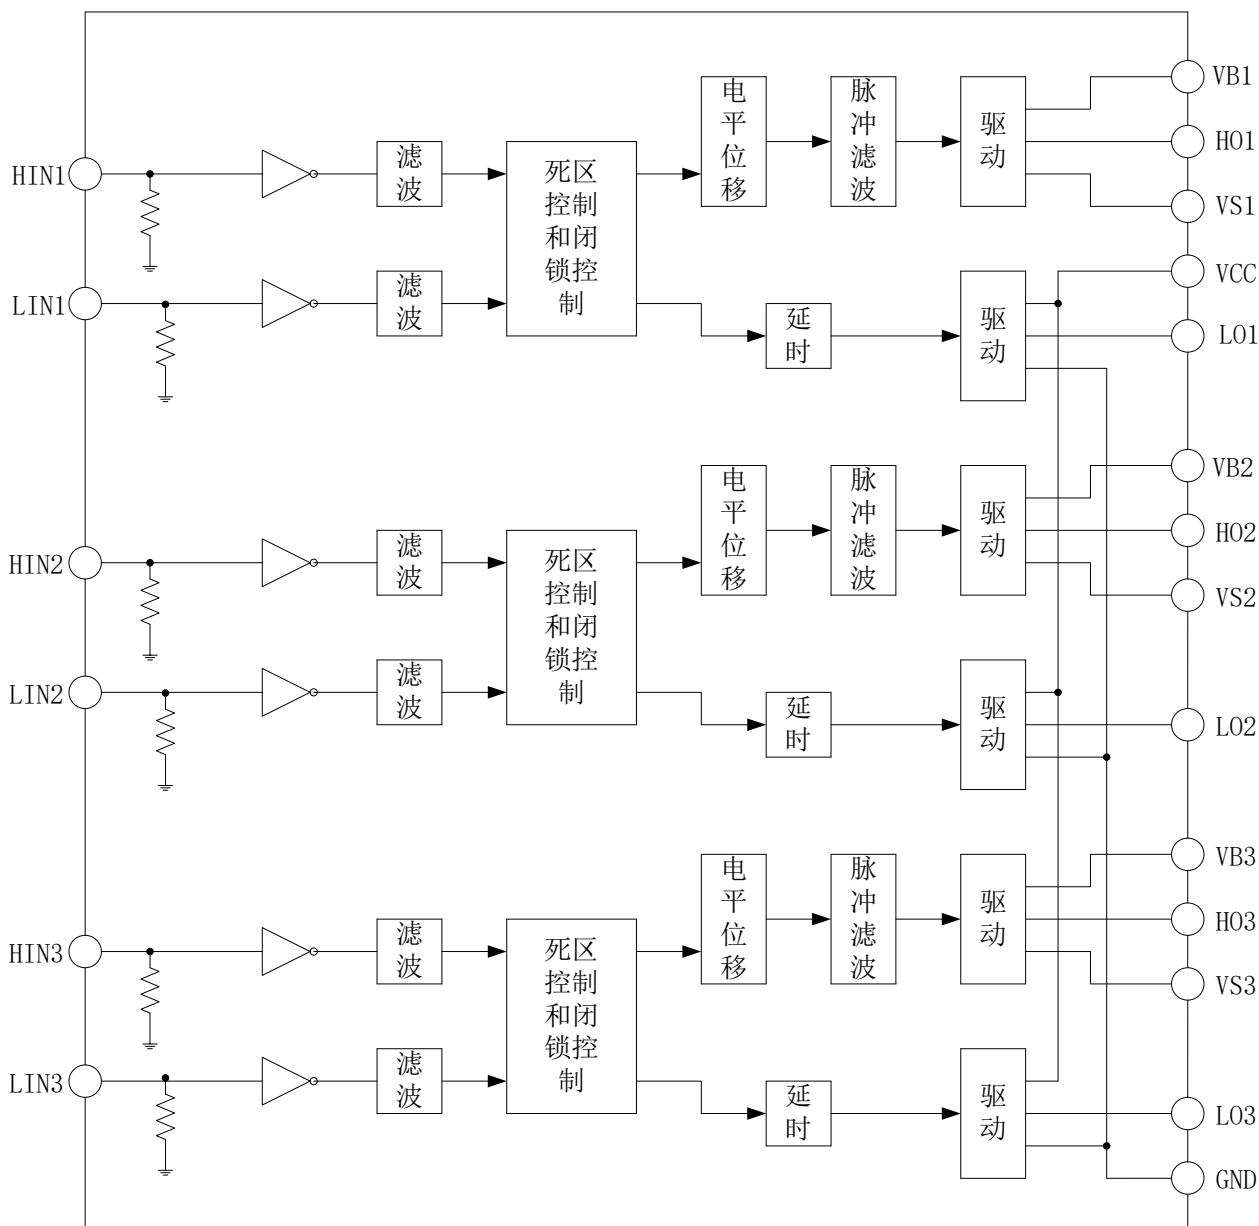 VB1
电
平
位
移
脉
冲
滤
波
驱
动
HO1
HIN1
滤
波
死区
控制
和闭
锁控
制
VS1
VCC
LIN1
滤
波
延
时
驱
动
LO1
VB2
电
平
位
移
脉
冲
滤
波
驱
动
HO2
HIN2
滤
波
死区
控制
和闭
锁控
制
VS2
LIN2
滤
波
延
时
驱
动
LO2
VB3
电
平
位
移
脉
冲
滤
波
驱
动
HO3
HIN3
滤
波
死区
控制
和闭
锁控
制
VS3
LIN3
滤
波
延
时
驱
动
LO3
GND